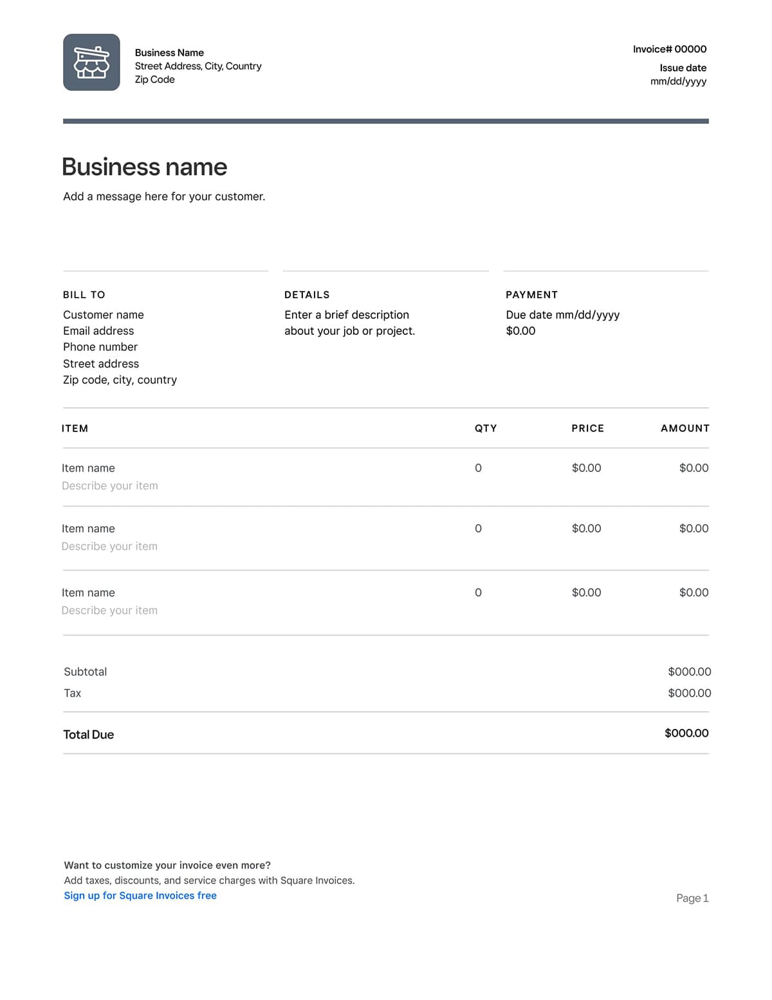 Business Name
Street Address, City, Country
Zip Code
Invoice# 00000
Issue date
mm/dd/yyyy
Business name
Add a message here for your customer.
BILL TO
Customer name
Email address
Phone number
Street address
Zip code, city, country
DETAILS
Enter a brief description
about your job or project.
PAYMENT
Due date mm/dd/yyyy
$0.00
ITEM QTY PRICE AMOUNT
Item name 0 $0.00 $0.00
Describe your item
Item name 0 $0.00 $0.00
Describe your item
Item name 0 $0.00 $0.00
Describe your item
Subtotal $000.00
Tax $000.00
Total Due $000.00
Want to customize your invoice even more?
Add taxes, discounts, and service charges with Square Invoices.
Sign up for Square Invoices free
Page 1